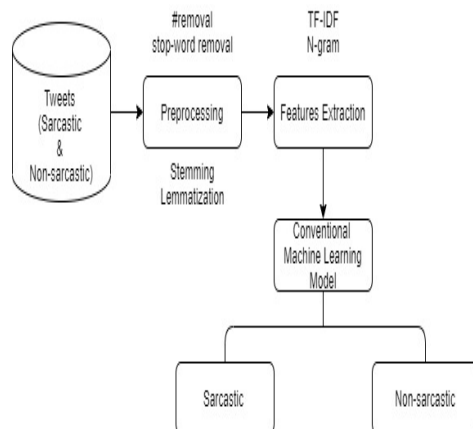 #removal
stop-word removal
TF-IDF
N-gram
Tweets
(Sarcastic
&
Non-sarcastic)
Preprocessing
Features Extraction
Stemming
Lemmatization
Conventional
Machine Learning
Model
Sarcastic
Non-sarcastic